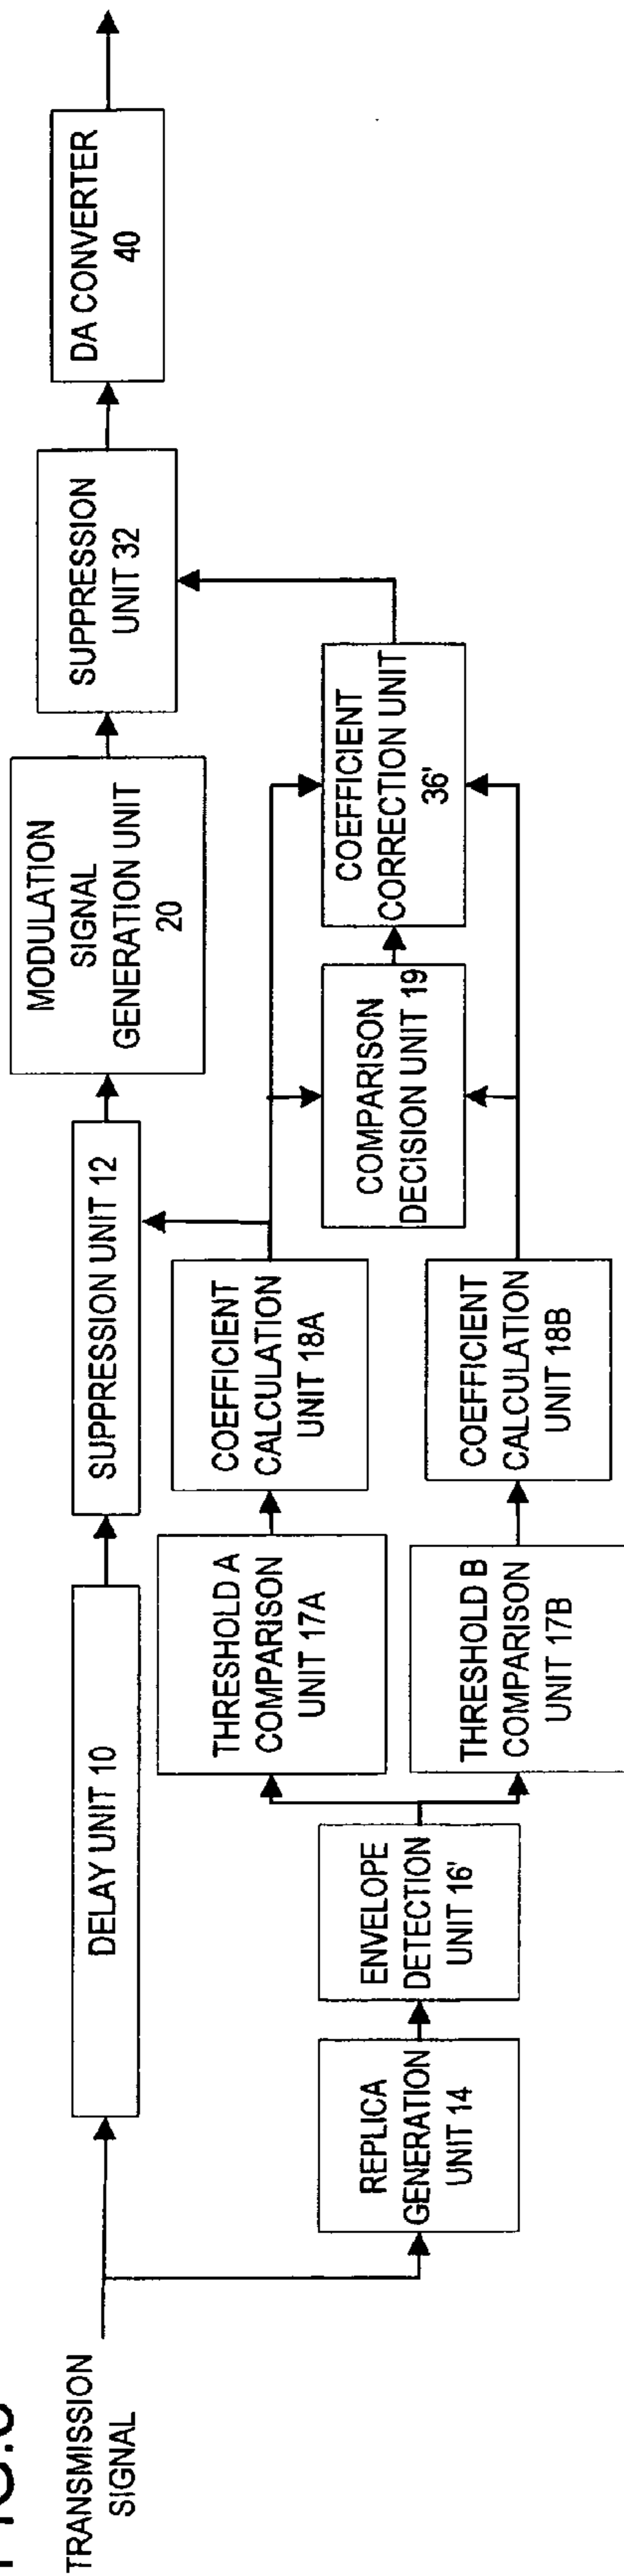 TRANSMISSION
SIGNAL
DELAY UNIT 10
SUPPRESSION UNIT 12
MODULATION
SIGNAL
GENERATION UNIT
20
SUPPRESSION
UNIT 32
DA CONVERTER
40
REPLICA
GENERATION
UNIT 14
ENVELOPE
DETECTION
UNIT 16'
THRESHOLD A
COMPARISON
UNIT 17A
COEFFICIENT
CALCULATION
UNIT 18A
THRESHOLD B
COMPARISON
UNIT 17B
COEFFICIENT
CALCULATION
UNIT 18B
COMPARISON
DECISION UNIT 19
COEFFICIENT
CORRECTION UNIT
36'